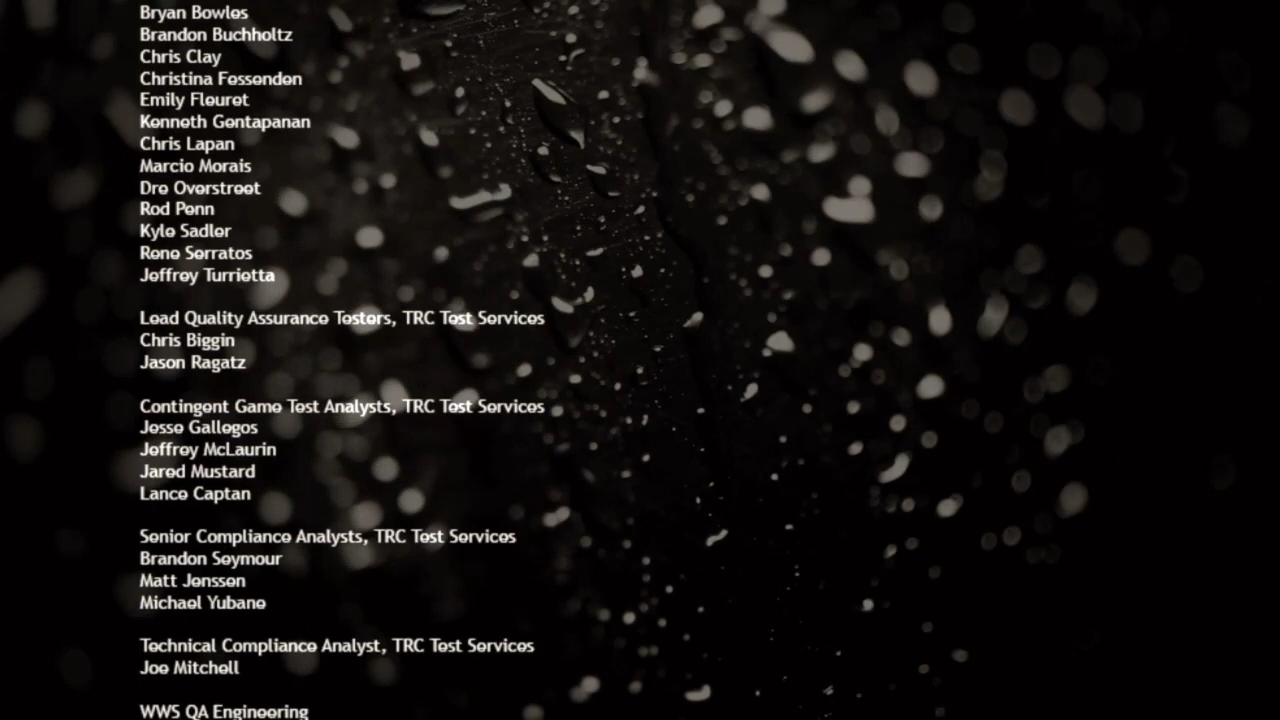 Bryan Bowles
Brandon Buchholtz
Chris Clay
Christina Fessenden
Emily Fleuret
Kenneth Gentapanan
Chris Lapan
Marcio Morais
Dre Overstreet
Rod Penn
Kyle Sadler
Rene Serratos
Jeffrey Turrietta
Lead Quality Assurance Testers, TRC Test Services
Chris Biggin
Jason Ragatz
Contingent Game Test Analysts, TRC Test Services
Jesse Gallegos
Jeffrey McLaurin
Jared Mustard
Lance Captan
Senior Compliance Analysts, TRC Test Services
Brandon Seymour
Matt Jenssen
Michael Yubane
Technical Compliance Analyst, TRC Test Services
Joe Mitchell
WWS QA Engineering